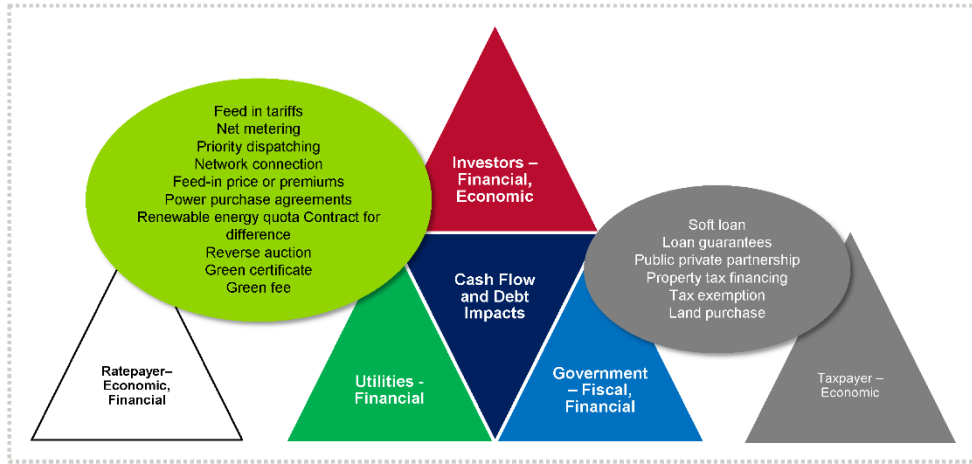 Feed in tariffs
Net metering
Priority dispatching
Network connection
Feed-in price or premiums
Power purchase agreements
Renewable energy quota Contract for
difference
Reverse auction
Green certificate
Green fee
Investors –
Financial,
Economic
Soft loan
Loan guarantees
Public private partnership
Property tax financing
Tax exemption
Land purchase
Cash Flow
and Debt
Impacts
Ratepayer–
Economic,
Financial
Utilities -
Financial
Government
– Fiscal,
Financial
Taxpayer –
Economic